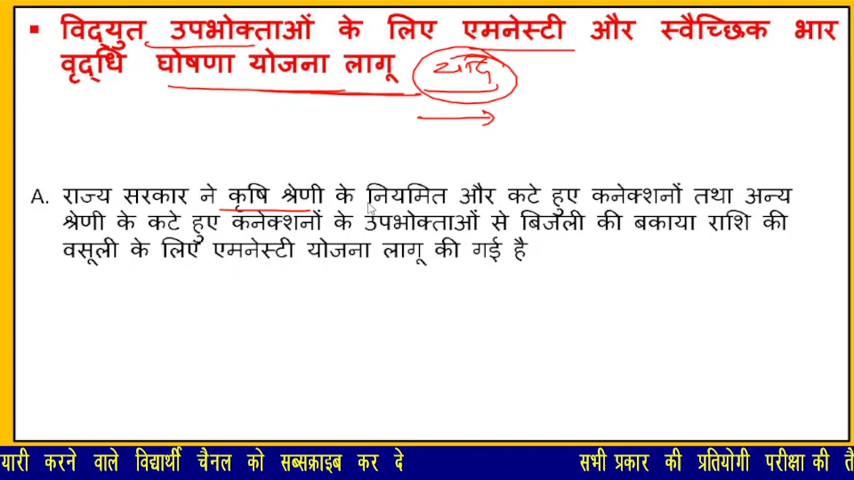 ▪ विद्युत उपभोक्ताओं के लिए एमनेस्टी और स्वैच्छिक भार
वृद्धि घोषणा योजना लागू
A. राज्य सरकार ने कृषि श्रेणी के नियमित और कटे हुए कनेक्शनों तथा अन्य
श्रेणी के कटे हुए कनेक्शनों के उपभोक्ताओं से बिजली की बकाया राशि की
वसूली के लिए एमनेस्टी योजना लागू की गई है
यारी करने वाले विद्यार्थी चैनल को सब्सक्राइब कर दे सभी प्रकार की प्रतियोगी परीक्षा की तै